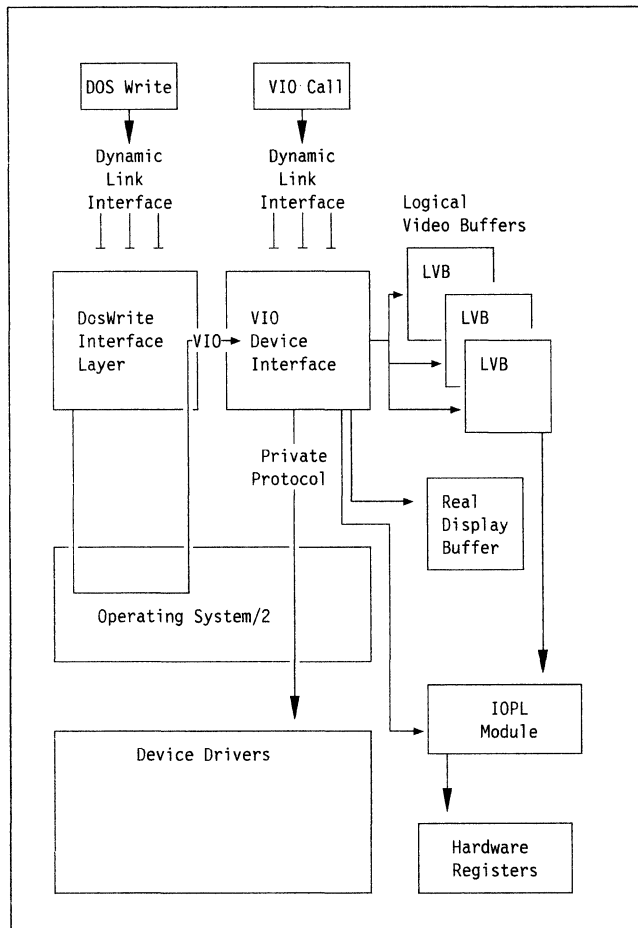 DOS Write
VIO Call
Dynamic
Link
Interface
Dynamic
Link
Interface
Logical
Video Buffers
LVB
LVB
LVB
DosWrite
Interface
Layer
VIO
VIO
Device
Interface
Private
Protocol
Real
Display
Buffer
Operating System/2
IOPL
Module
Device Drivers
Hardware
Registers